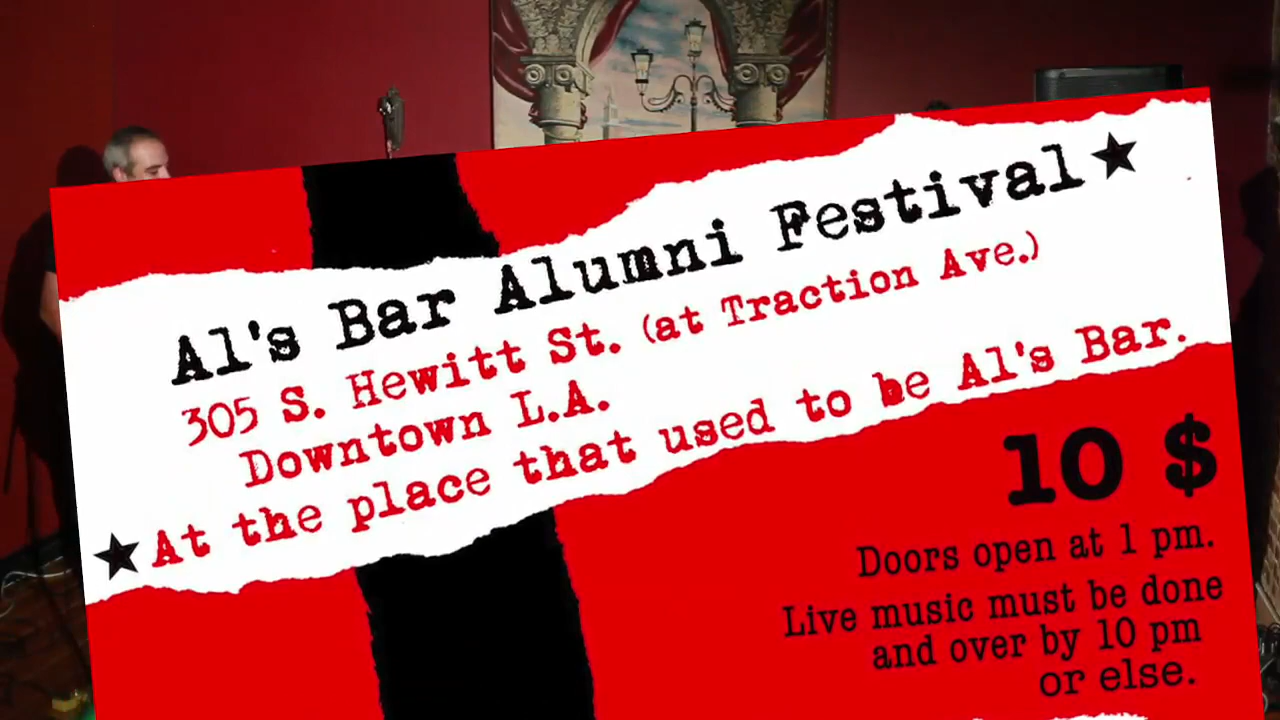 Al's Bar Alumni Festival
305 S. Hewitt St. (at Traction Ave.)
Downtown L.A.
At the place that used to be Al's Bar.
10 $
Doors open at 1 pm.
Live music must be done
and over by 10 pm
or else.